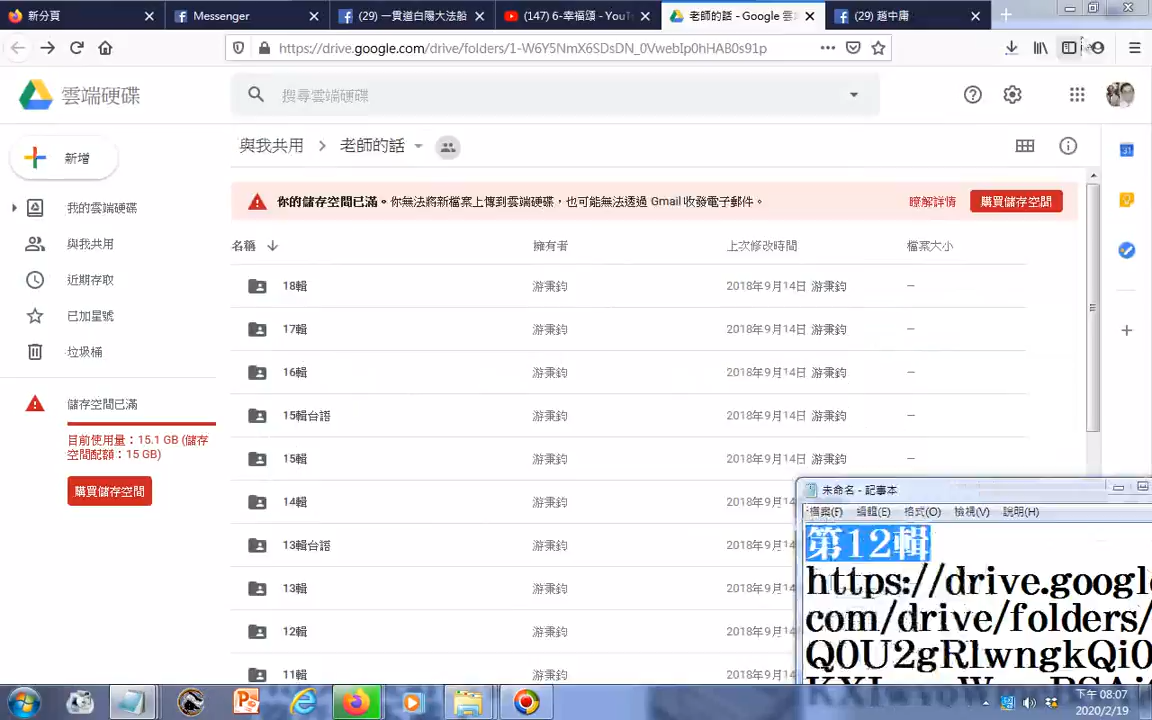 新分頁
Messenger
(29) 一貫道白陽大法船
(147) 6-幸福頌 - YouT
老師的話 - Google 雲
(29) 趙中庸
https://drive.google.com/drive/folders/1-W6Y5NmX6SDsDN_0VwebIp0hHAB0s91p
雲端硬碟
搜尋雲端硬碟
新增
與我共用 > 老師的話
我的雲端硬碟
與我共用
近期存取
已加星號
垃圾桶
儲存空間已滿
目前使用量：15.1 GB (儲存
空間配額：15 GB)
購買儲存空間
你的儲存空間已滿。你無法將新檔案上傳到雲端硬碟，也可能無法透過 Gmail 收發電子郵件。
瞭解詳情
購買儲存空間
名稱 擁有者 上次修改時間 檔案大小
18輯 游秉鈞 2018年9月14日 游秉鈞 –
17輯 游秉鈞 2018年9月14日 游秉鈞 –
16輯 游秉鈞 2018年9月14日 游秉鈞 –
15輯台語 游秉鈞 2018年9月14日 游秉鈞 –
15輯 游秉鈞 2018年9月14日 游秉鈞 –
14輯 游秉鈞 2018年9月14日
13輯台語 游秉鈞 2018年9月14日
13輯 游秉鈞 2018年9月14日
12輯 游秉鈞 2018年9月14日
11輯 游秉鈞 2018年9月14日
未命名 - 記事本
檔案(F) 編輯(E) 格式(O) 檢視(V) 說明(H)
第12輯
https://drive.googl
com/drive/folders/
Q0U2gRlwngkQi0
下午 08:07
2020/2/19